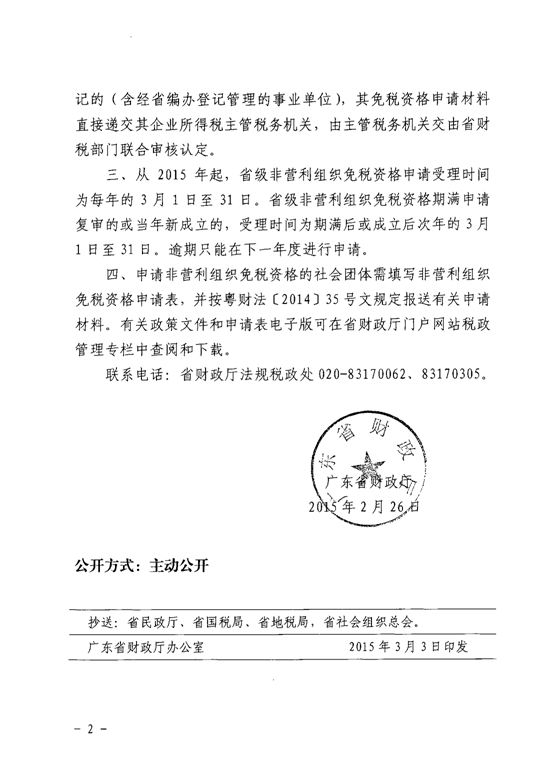 记的（含经省编办登记管理的事业单位），其免税资格申请材料
直接递交其企业所得税主管税务机关，由主管税务机关交由省财
税部门联合审核认定。
三、从 2015 年起，省级非营利组织免税资格申请受理时间
为每年的 3 月 1 日至 31 日。省级非营利组织免税资格期满申请
复审的或当年新成立的，受理时间为期满后或成立后次年的 3 月
1 日至 31 日。逾期只能在下一年度进行申请。
四、申请非营利组织免税资格的社会团体需填写非营利组织
免税资格申请表，并按粤财法〔2014〕35 号文规定报送有关申请
材料。有关政策文件和申请表电子版可在省财政厅门户网站税政
管理专栏中查阅和下载。
联系电话：省财政厅法规税政处 020-83170062、83170305。
广东省财政厅
广东省财政厅
2015 年 2 月 26 日
公开方式：主动公开
抄送：省民政厅、省国税局、省地税局，省社会组织总会。
广东省财政厅办公室 2015 年 3 月 3 日印发
- 2 -